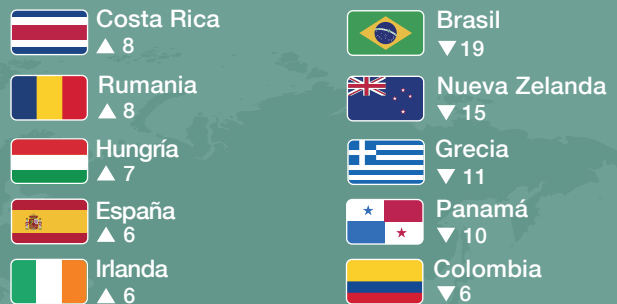 Costa Rica
▲ 8
Rumania
▲ 8
Hungría
▲ 7
España
▲ 6
Irlanda
▲ 6
Brasil
▼19
Nueva Zelanda
▼ 15
Grecia
▼ 11
Panamá
▼ 10
Colombia
▼6